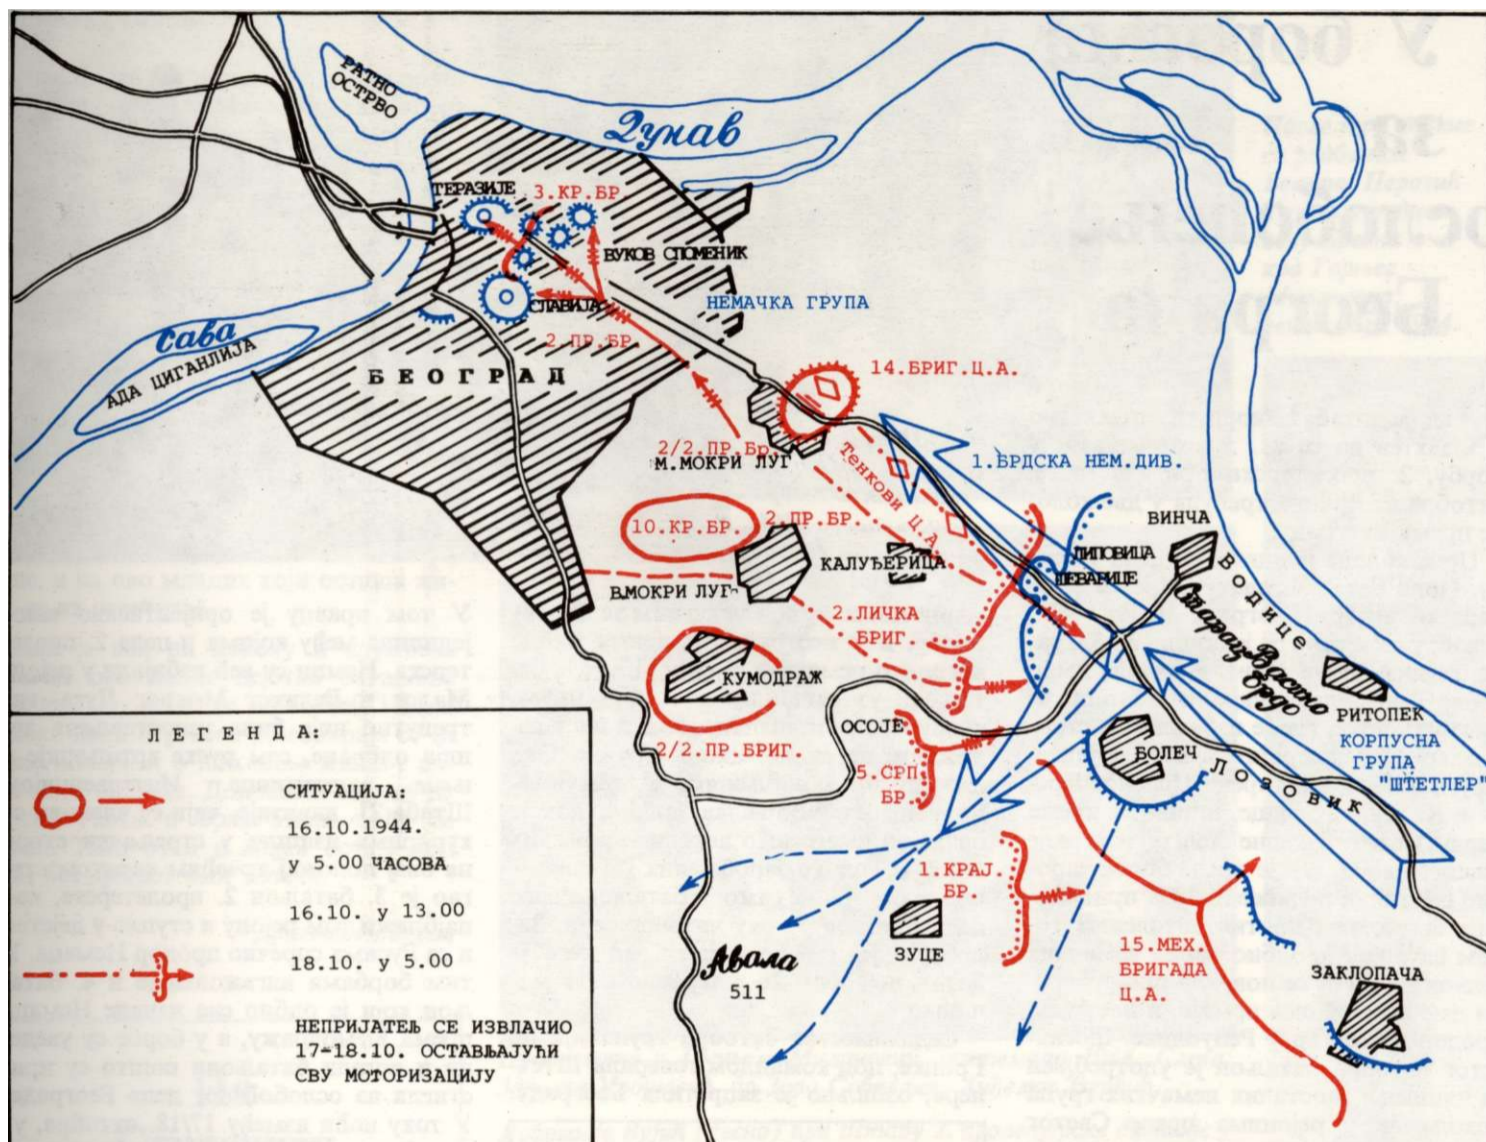 РАТНО
ОСТРВО
Дунав
ТЕРАЗИЈЕ
3.КР.БР.
ВУКОВ СПОМЕНИК
НЕМАЧКА ГРУПА
СЛАВИЈА
2.ПР.БР.
Сава
АДА ЦИГАНЛИЈА
БЕОГРАД
14.БРИГ.Ц.А.
2/2.ПР.Бр.
М.МОКРИ ЛУГ
Тенкови Ц.А.
1.БРДСКА НЕМ.ДИВ.
10.КР.БР.
2.ПР.БР.
КАЛУЂЕРИЦА
ВИНЧА
ЛИПОВИЦА
ШЕВАРИЦЕ
ВОДИЦЕ
В.МОКРИ ЛУГ
2.ЛИЧКА
БРИГ.
Старац-Васино
брдо
КУМОДРАЖ
РИТОПЕК
ОСОЈЕ
БОЛЕЧ
2/2.ПР.БРИГ.
5.СРП.
БР.
ЛОЗОВИК
КОРПУСНА
ГРУПА
"ШТЕТЛЕР"
1.КРАЈ.
БР.
ЗУЦЕ
Авала
511
15.МЕХ.
БРИГАДА
Ц.А.
ЗАКЛОПАЧА
ЛЕГЕНДА:
СИТУАЦИЈА:
16.10.1944.
у 5.00 ЧАСОВА
16.10. у 13.00
18.10. у 5.00
НЕПРИЈАТЕЉ СЕ ИЗВЛАЧИО
17-18.10. ОСТАВЉАЈУЋИ
СВУ МОТОРИЗАЦИЈУ